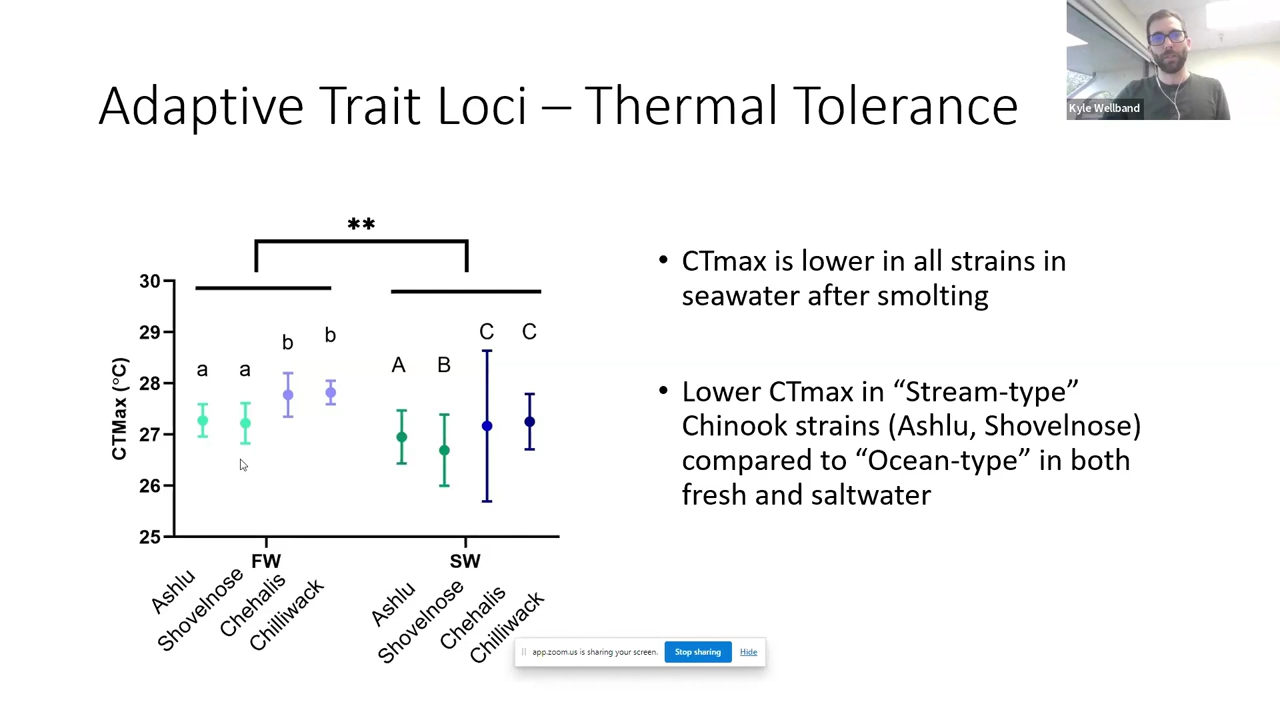 Adaptive Trait Loci – Thermal Tolerance
Kyle Wellband
**
30
29
28
27
26
25
CTMax (°C)
a
a
b
b
A
B
C
C
FW
SW
Ashlu
Shovelnose
Chehalis
Chilliwack
Ashlu
Shovelnose
Chehalis
Chilliwack
• CTmax is lower in all strains in
seawater after smolting
• Lower CTmax in “Stream-type”
Chinook strains (Ashlu, Shovelnose)
compared to “Ocean-type” in both
fresh and saltwater
app.zoom.us is sharing your screen.
Stop sharing
Hide